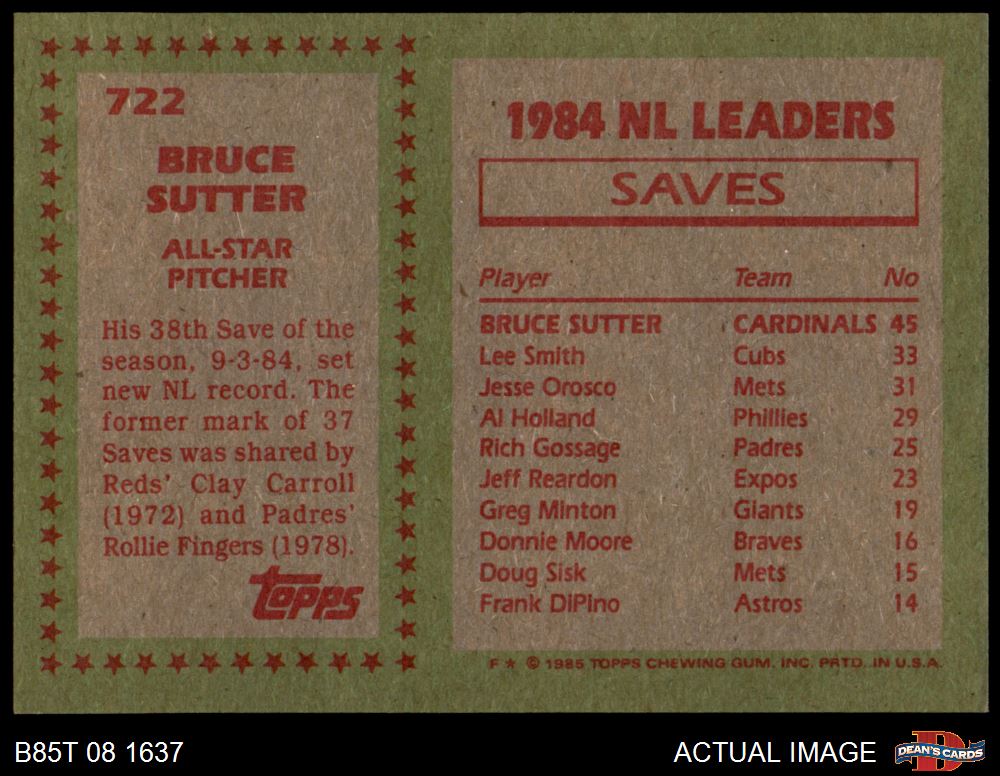 722
BRUCE
SUTTER
ALL-STAR
PITCHER
His 38th Save of the
season, 9-3-84, set
new NL record. The
former mark of 37
Saves was shared by
Reds' Clay Carroll
(1972) and Padres'
Rollie Fingers (1978).
topps
1984 NL LEADERS
SAVES
Player Team No
BRUCE SUTTER CARDINALS 45
Lee Smith Cubs 33
Jesse Orosco Mets 31
Al Holland Phillies 29
Rich Gossage Padres 25
Jeff Reardon Expos 23
Greg Minton Giants 19
Donnie Moore Braves 16
Doug Sisk Mets 15
Frank DiPino Astros 14
F ★ © 1985 TOPPS CHEWING GUM, INC. PRTD. IN U.S.A.
B85T 08 1637
ACTUAL IMAGE
D
DEAN'S CARDS